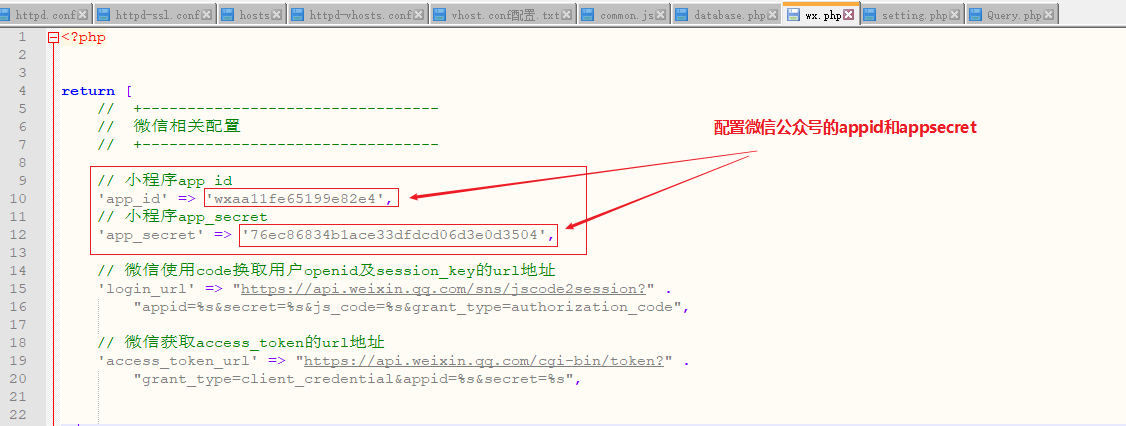 httpd.conf httpd-ssl.conf hosts httpd-vhosts.conf vhost.conf配置.txt common.js database.php wx.php setting.php Query.php
1 <?php
2
3
4 return [
5 // +---------------------------------
6 // 微信相关配置
7 // +---------------------------------
配置微信公众号的appid和appsecret
8
9 // 小程序app_id
10 'app_id' => 'wxaa11fe65199e82e4',
11 // 小程序app_secret
12 'app_secret' => '76ec86834b1ace33dfdcd06d3e0d3504',
13
14 // 微信使用code换取用户openid及session_key的url地址
15 'login_url' => "https://api.weixin.qq.com/sns/jscode2session?" .
16 "appid=%s&secret=%s&js_code=%s&grant_type=authorization_code",
17
18 // 微信获取access_token的url地址
19 'access_token_url' => "https://api.weixin.qq.com/cgi-bin/token?" .
20 "grant_type=client_credential&appid=%s&secret=%s",
21
22